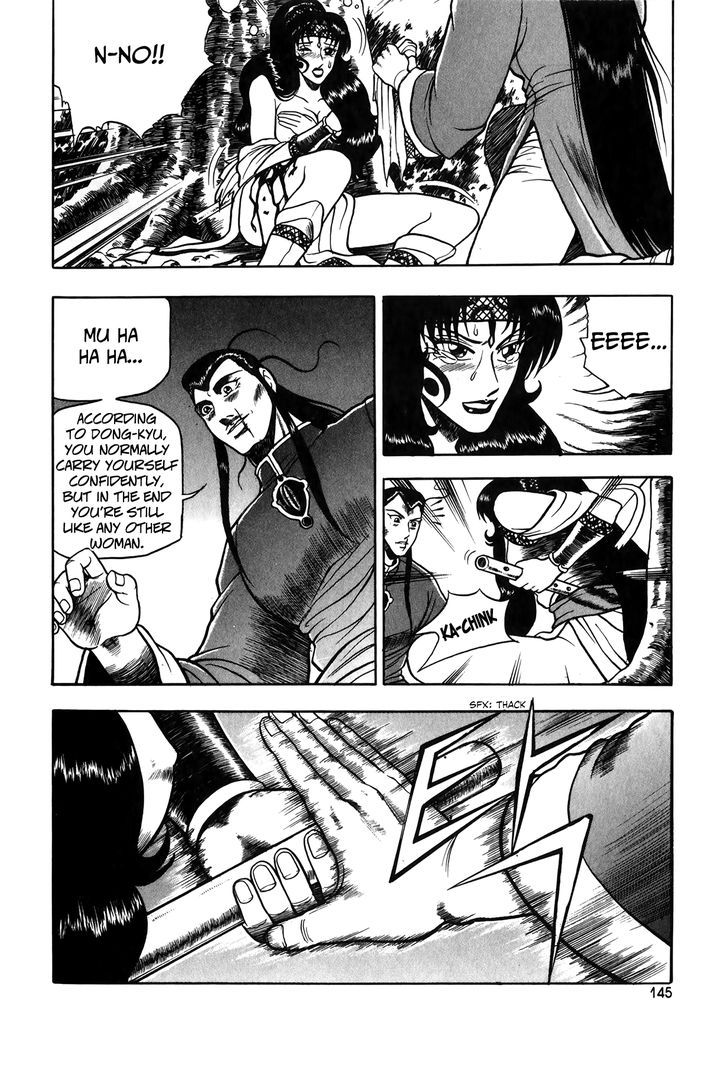 N-NO!!
MU HA
HA HA...
ACCORDING
TO DONG-KYU,
YOU NORMALLY
CARRY YOURSELF
CONFIDENTLY,
BUT IN THE END
YOU'RE STILL
LIKE ANY OTHER
WOMAN.
EEEE...
KA-CHINK
SFX: THACK
탁
145